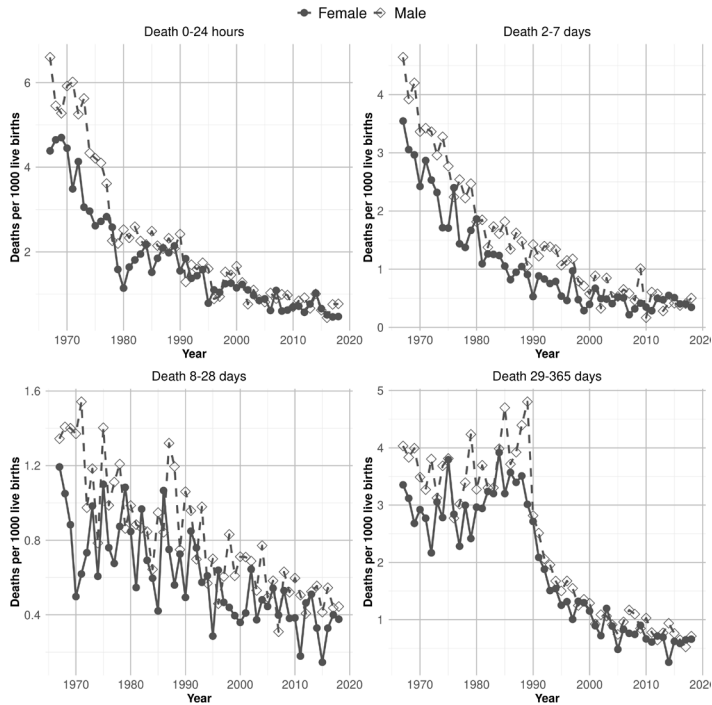 Female Male
Death 0-24 hours
Death 2-7 days
Deaths per 1000 live births
6
4
2
1970 1980 1990 2000 2010 2020
Year
Deaths per 1000 live births
4
3
2
1
0
1970 1980 1990 2000 2010 202
Year
Death 8-28 days
Death 29-365 days
Deaths per 1000 live births
1.6
1.2
0.8
0.4
1970 1980 1990 2000 2010 2020
Year
Deaths per 1000 live births
5
4
3
2
1
1970 1980 1990 2000 2010 202
Year